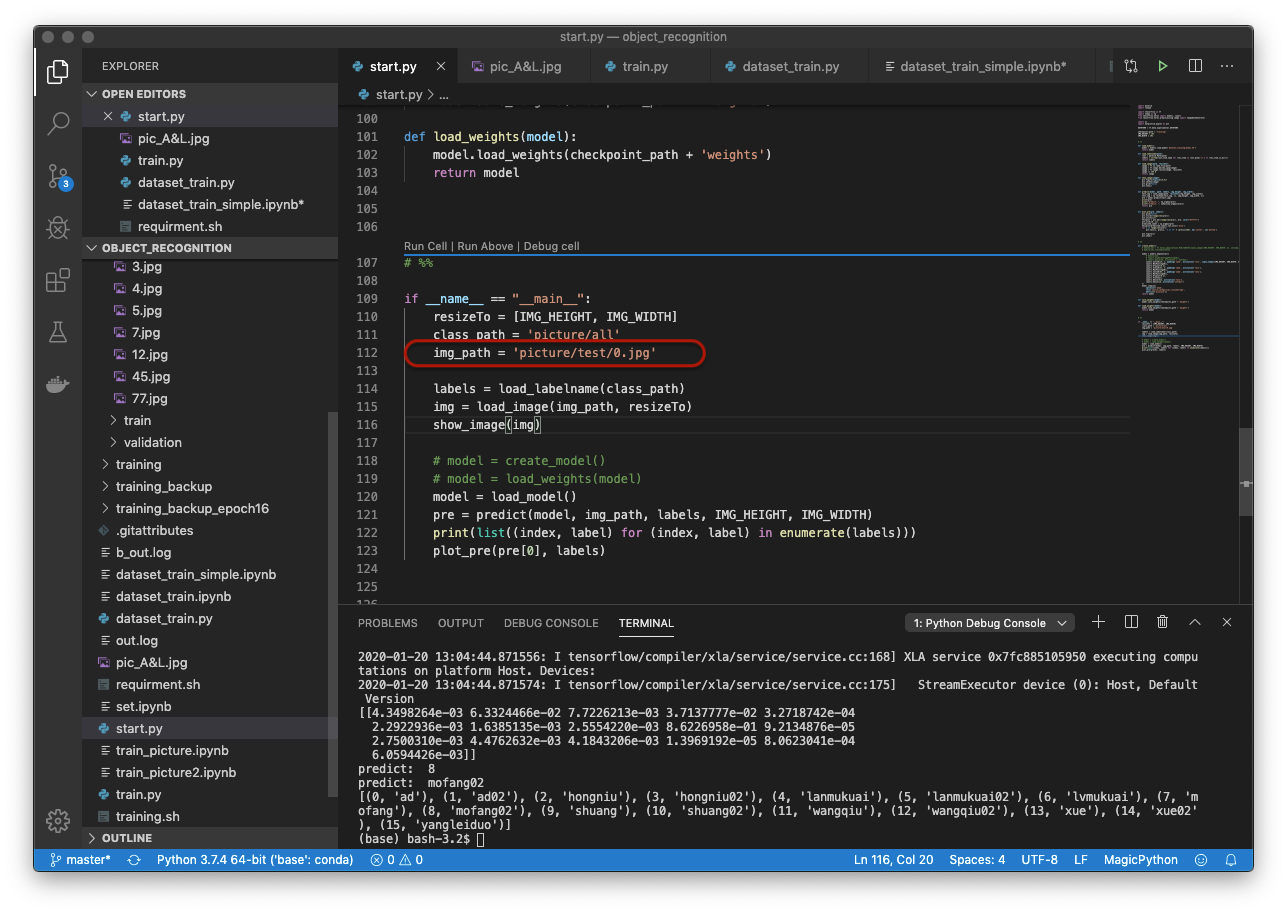 start.py — object_recognition
EXPLORER
OPEN EDITORS
start.py
pic_A&L.jpg
train.py
dataset_train.py
dataset_train_simple.ipynb*
requirment.sh
OBJECT_RECOGNITION
3.jpg
4.jpg
5.jpg
7.jpg
12.jpg
45.jpg
77.jpg
train
validation
training
training_backup
training_backup_epoch16
.gitattributes
b_out.log
dataset_train_simple.ipynb
dataset_train.ipynb
dataset_train.py
out.log
pic_A&L.jpg
requirment.sh
set.ipynb
start.py
train_picture.ipynb
train_picture2.ipynb
train.py
training.sh
OUTLINE
3
start.py pic_A&L.jpg train.py dataset_train.py dataset_train_simple.ipynb*
start.py > ...
100
101 def load_weights(model):
102 model.load_weights(checkpoint_path + 'weights')
103 return model
104
105
106
Run Cell | Run Above | Debug cell
107 # %%
108
109 if __name__ == "__main__":
110 resizeTo = [IMG_HEIGHT, IMG_WIDTH]
111 class_path = 'picture/all'
112 img_path = 'picture/test/0.jpg'
113
114 labels = load_labelname(class_path)
115 img = load_image(img_path, resizeTo)
116 show_image(img)
117
118 # model = create_model()
119 # model = load_weights(model)
120 model = load_model()
121 pre = predict(model, img_path, labels, IMG_HEIGHT, IMG_WIDTH)
122 print(list((index, label) for (index, label) in enumerate(labels)))
123 plot_pre(pre[0], labels)
124
125
126
PROBLEMS OUTPUT DEBUG CONSOLE TERMINAL 1: Python Debug Console
2020-01-20 13:04:44.871556: I tensorflow/compiler/xla/service/service.cc:168] XLA service 0x7fc885105950 executing compu
tations on platform Host. Devices:
2020-01-20 13:04:44.871574: I tensorflow/compiler/xla/service/service.cc:175]   StreamExecutor device (0): Host, Default
Version
[[4.3498264e-03 6.3324466e-02 7.7226213e-03 3.7137777e-02 3.2718742e-04
2.2922936e-03 1.6385135e-03 2.5554220e-03 8.6226958e-01 9.2134876e-05
2.7500310e-03 4.4762632e-03 4.1843206e-03 1.3969192e-05 8.0623041e-04
6.0594426e-03]]
predict:  8
predict:  mofang02
[(0, 'ad'), (1, 'ad02'), (2, 'hongniu'), (3, 'hongniu02'), (4, 'lanmukuai'), (5, 'lanmukuai02'), (6, 'lvmukuai'), (7, 'm
ofang'), (8, 'mofang02'), (9, 'shuang'), (10, 'shuang02'), (11, 'wangqiu'), (12, 'wangqiu02'), (13, 'xue'), (14, 'xue02'
), (15, 'yangleiduo')]
(base) bash-3.2$
master* Python 3.7.4 64-bit ('base': conda) 0 0 Ln 116, Col 20 Spaces: 4 UTF-8 LF MagicPython